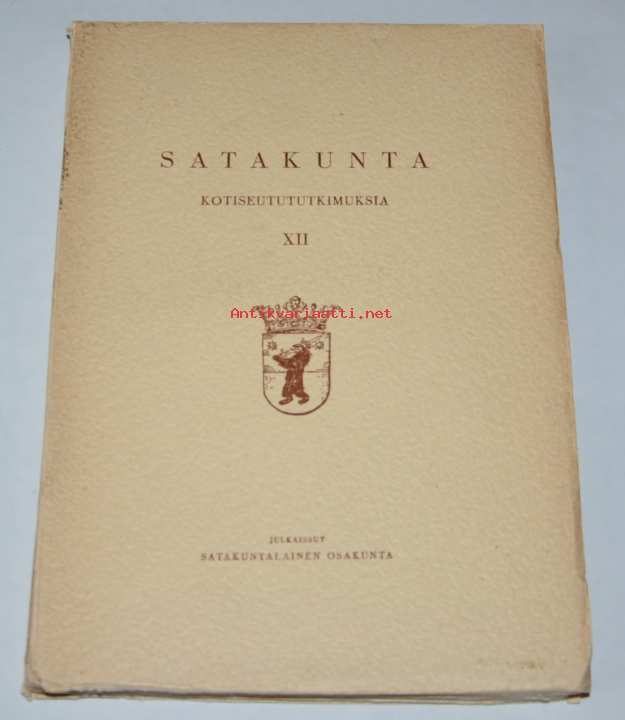 SATAKUNTA
KOTISEUTUTUTKIMUKSIA
XII
Antikvariaatti.net
JULKAISSUT
SATAKUNTALAINEN OSAKUNTA